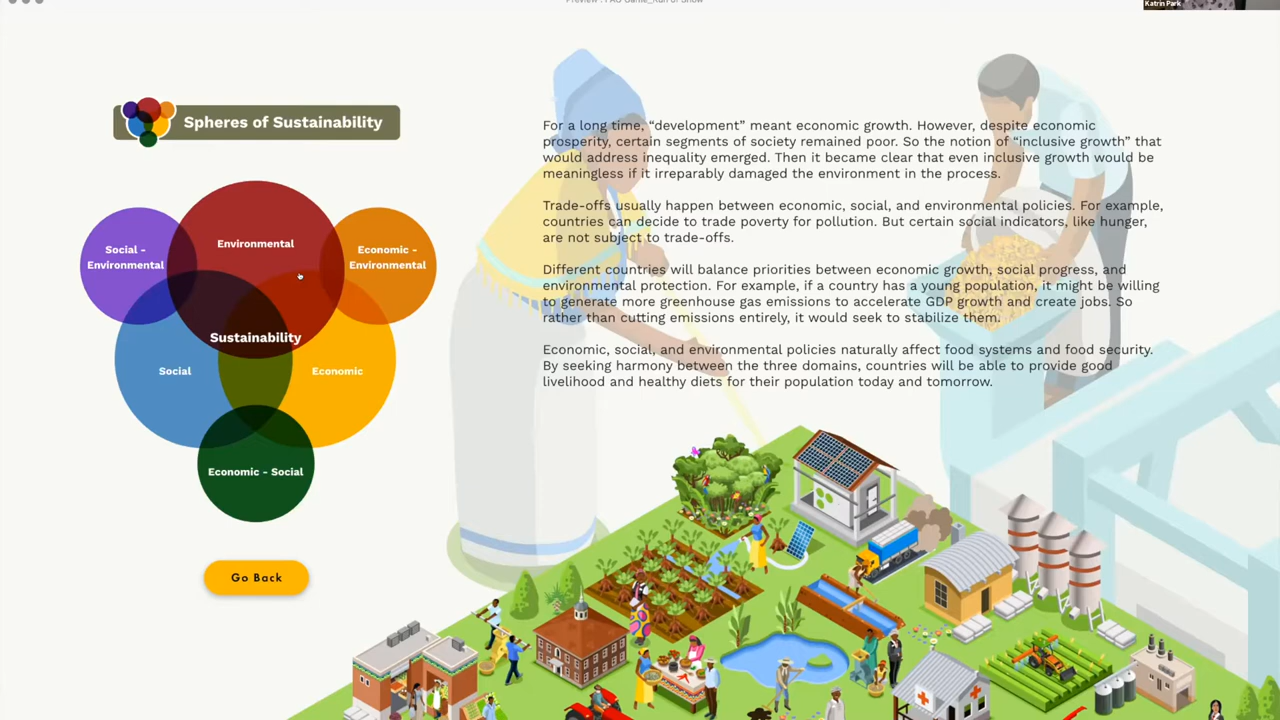 Katrin Park
Spheres of Sustainability
For a long time, “development” meant economic growth. However, despite economic
prosperity, certain segments of society remained poor. So the notion of “inclusive growth” that
would address inequality emerged. Then it became clear that even inclusive growth would be
meaningless if it irreparably damaged the environment in the process.
Trade-offs usually happen between economic, social, and environmental policies. For example,
countries can decide to trade poverty for pollution. But certain social indicators, like hunger,
are not subject to trade-offs.
Different countries will balance priorities between economic growth, social progress, and
environmental protection. For example, if a country has a young population, it might be willing
to generate more greenhouse gas emissions to accelerate GDP growth and create jobs. So
rather than cutting emissions entirely, it would seek to stabilize them.
Economic, social, and environmental policies naturally affect food systems and food security.
By seeking harmony between the three domains, countries will be able to provide good
livelihood and healthy diets for their population today and tomorrow.
Social -
Environmental
Environmental
Economic -
Environmental
Sustainability
Social
Economic
Economic - Social
Go Back